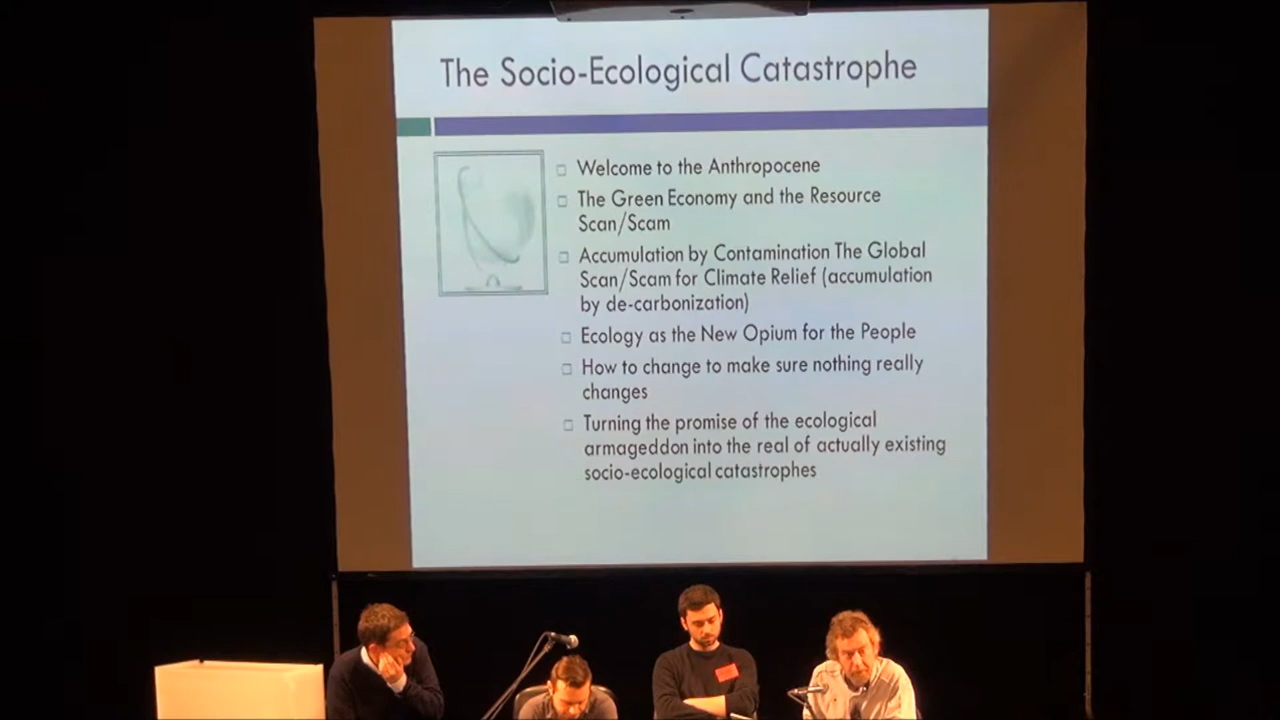 The Socio-Ecological Catastrophe
Welcome to the Anthropocene
The Green Economy and the Resource
Scan/Scam
Accumulation by Contamination The Global
Scan/Scam for Climate Relief (accumulation
by de-carbonization)
Ecology as the New Opium for the People
How to change to make sure nothing really
changes
Turning the promise of the ecological
armageddon into the real of actually existing
socio-ecological catastrophes